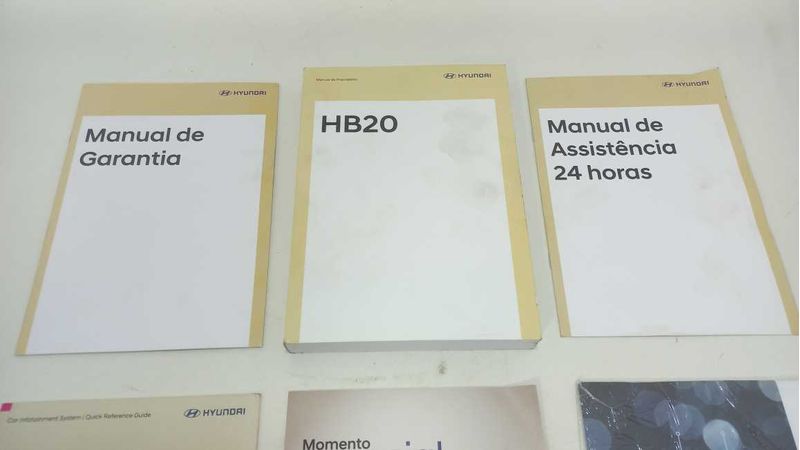 HYUNDAI
Manual de
Garantia
Manual do Proprietário
HYUNDAI
HB20
HYUNDAI
Manual de
Assistência
24 horas
Car Infotainment System | Quick Reference Guide
HYUNDAI
Momento